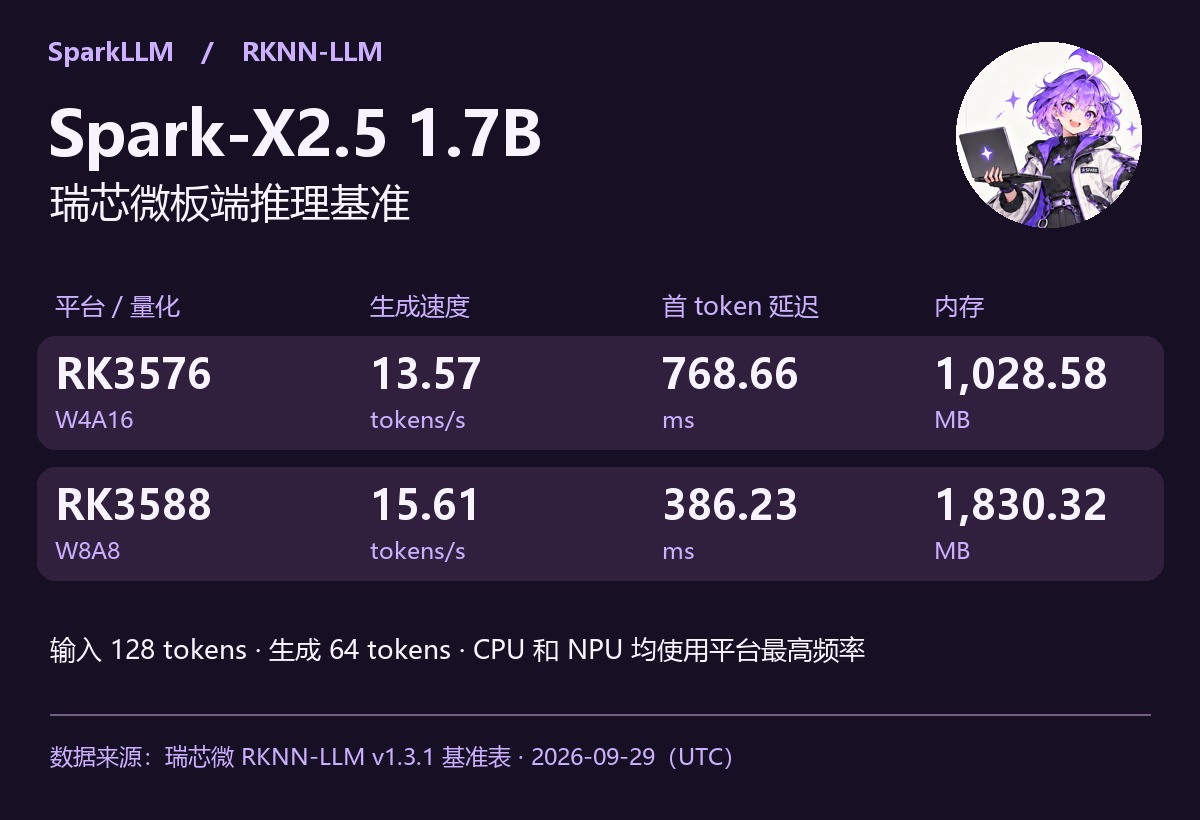 SparkLLM / RKNN-LLM
Spark-X2.5 1.7B
瑞芯微板端推理基准
平台 / 量化 生成速度 首 token 延迟 内存
RK3576 13.57 768.66 1,028.58
W4A16 tokens/s ms MB
RK3588 15.61 386.23 1,830.32
W8A8 tokens/s ms MB
输入 128 tokens · 生成 64 tokens · CPU 和 NPU 均使用平台最高频率
数据来源：瑞芯微 RKNN-LLM v1.3.1 基准表 · 2026-09-29（UTC）